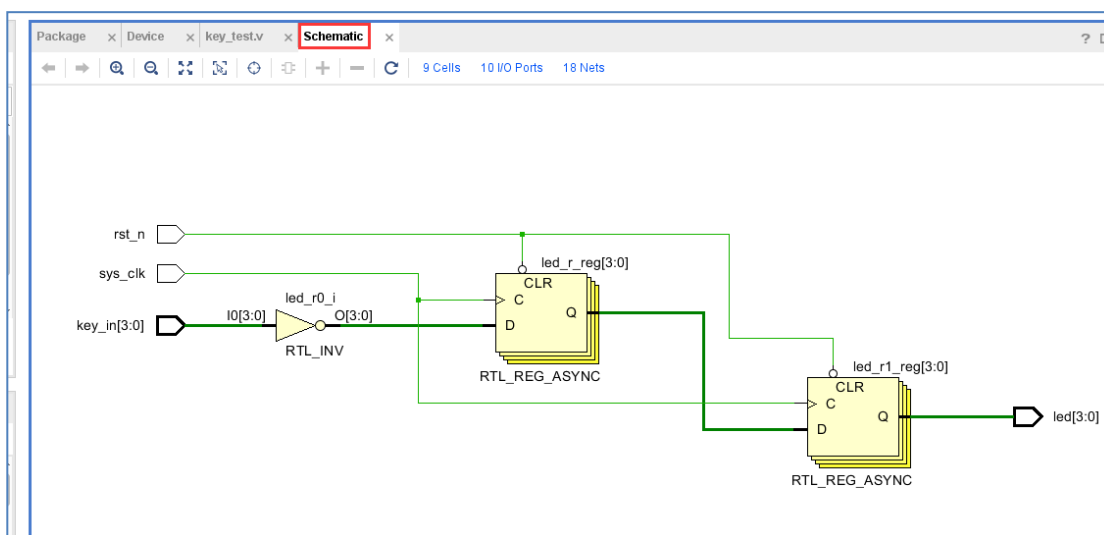 Package × Device × key_test.v × Schematic ×
9 Cells 10 I/O Ports 18 Nets
rst_n
led_r_reg[3:0]
CLR
sys_clk
led_r0_i
C
key_in[3:0]
I0[3:0]
O[3:0]
Q
D
RTL_INV
RTL_REG_ASYNC
led_r1_reg[3:0]
CLR
C
Q
led[3:0]
D
RTL_REG_ASYNC